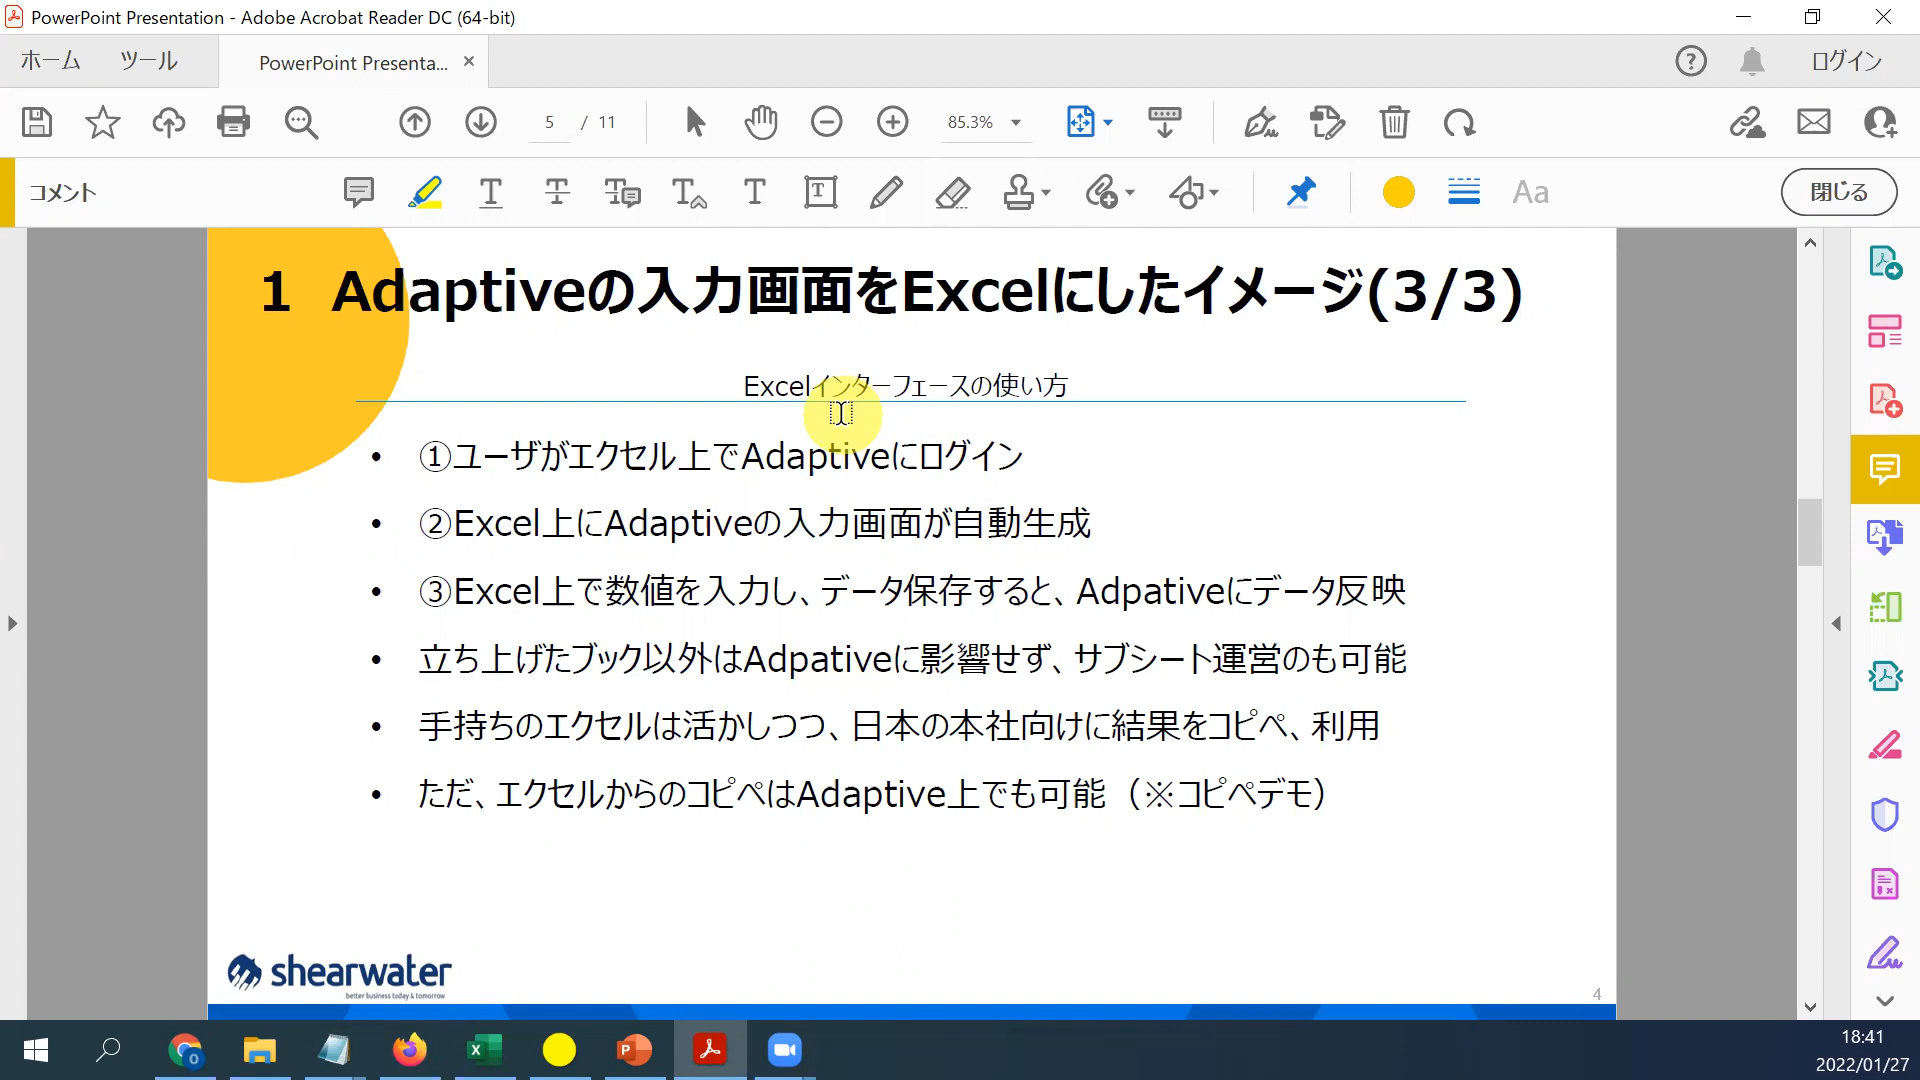 PowerPoint Presentation - Adobe Acrobat Reader DC (64-bit)
ホーム ツール PowerPoint Presenta... ログイン
5 / 11 85.3%
コメント Aa 閉じる
1 Adaptiveの入力画面をExcelにしたイメージ(3/3)
Excelインターフェースの使い方
• ①ユーザがエクセル上でAdaptiveにログイン
• ②Excel上にAdaptiveの入力画面が自動生成
• ③Excel上で数値を入力し、データ保存すると、Adpativeにデータ反映
• 立ち上げたブック以外はAdpativeに影響せず、サブシート運営のも可能
• 手持ちのエクセルは活かしつつ、日本の本社向けに結果をコピペ、利用
• ただ、エクセルからのコピペはAdaptive上でも可能（※コピペデモ）
shearwater
better business today & tomorrow
4
18:41
2022/01/27